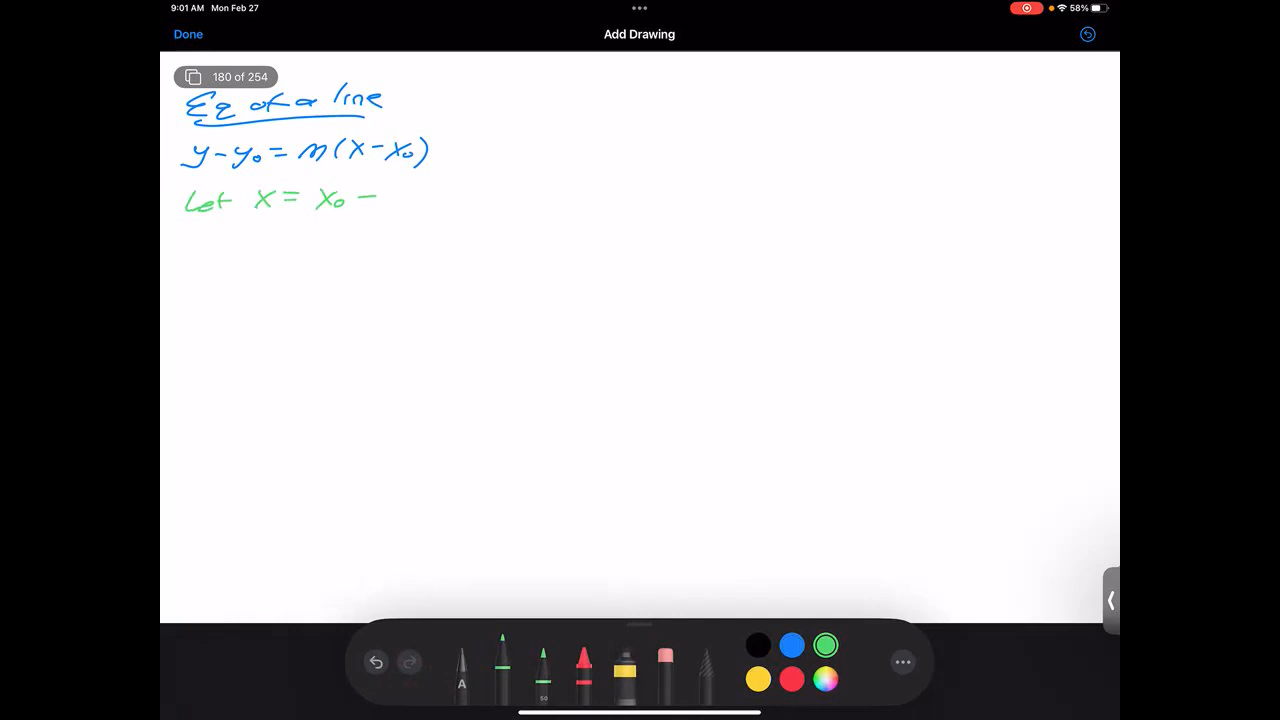 9:01 AM Mon Feb 27
58%
Done
Add Drawing
180 of 254
Eq of a line
y - y₀ = m(x - x₀)
Let x = x₀ -
A
50